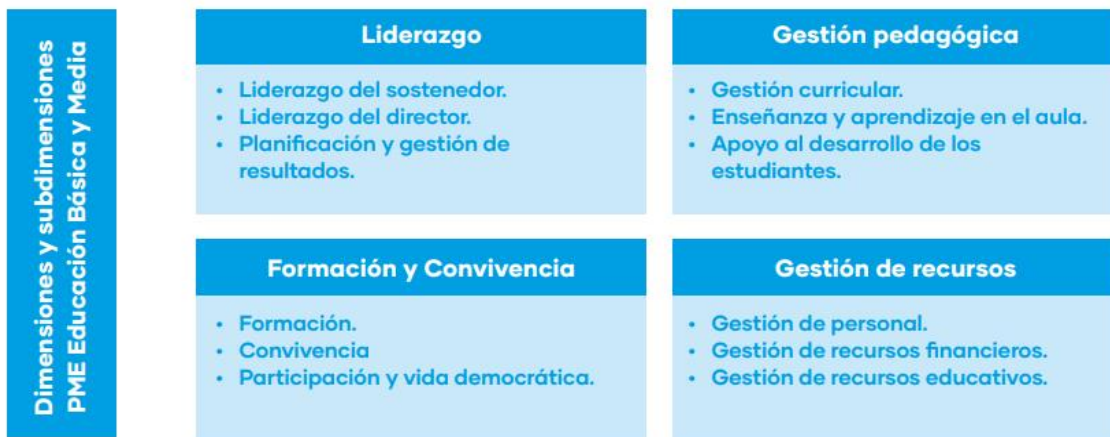 Dimensiones y subdimensiones
PME Educación Básica y Media
Liderazgo
• Liderazgo del sostenedor.
• Liderazgo del director.
• Planificación y gestión de
resultados.
Gestión pedagógica
• Gestión curricular.
• Enseñanza y aprendizaje en el aula.
• Apoyo al desarrollo de los
estudiantes.
Formación y Convivencia
• Formación.
• Convivencia
• Participación y vida democrática.
Gestión de recursos
• Gestión de personal.
• Gestión de recursos financieros.
• Gestión de recursos educativos.